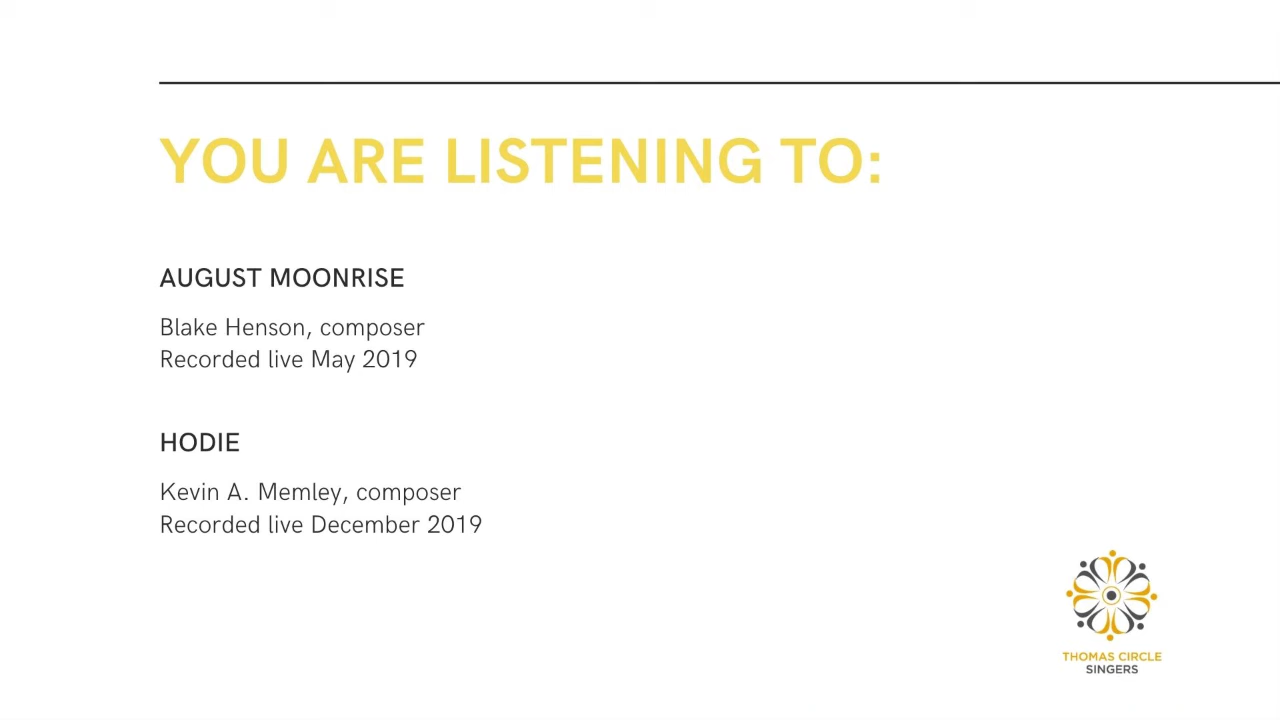 YOU ARE LISTENING TO:
AUGUST MOONRISE
Blake Henson, composer
Recorded live May 2019
HODIE
Kevin A. Memley, composer
Recorded live December 2019
THOMAS CIRCLE
SINGERS